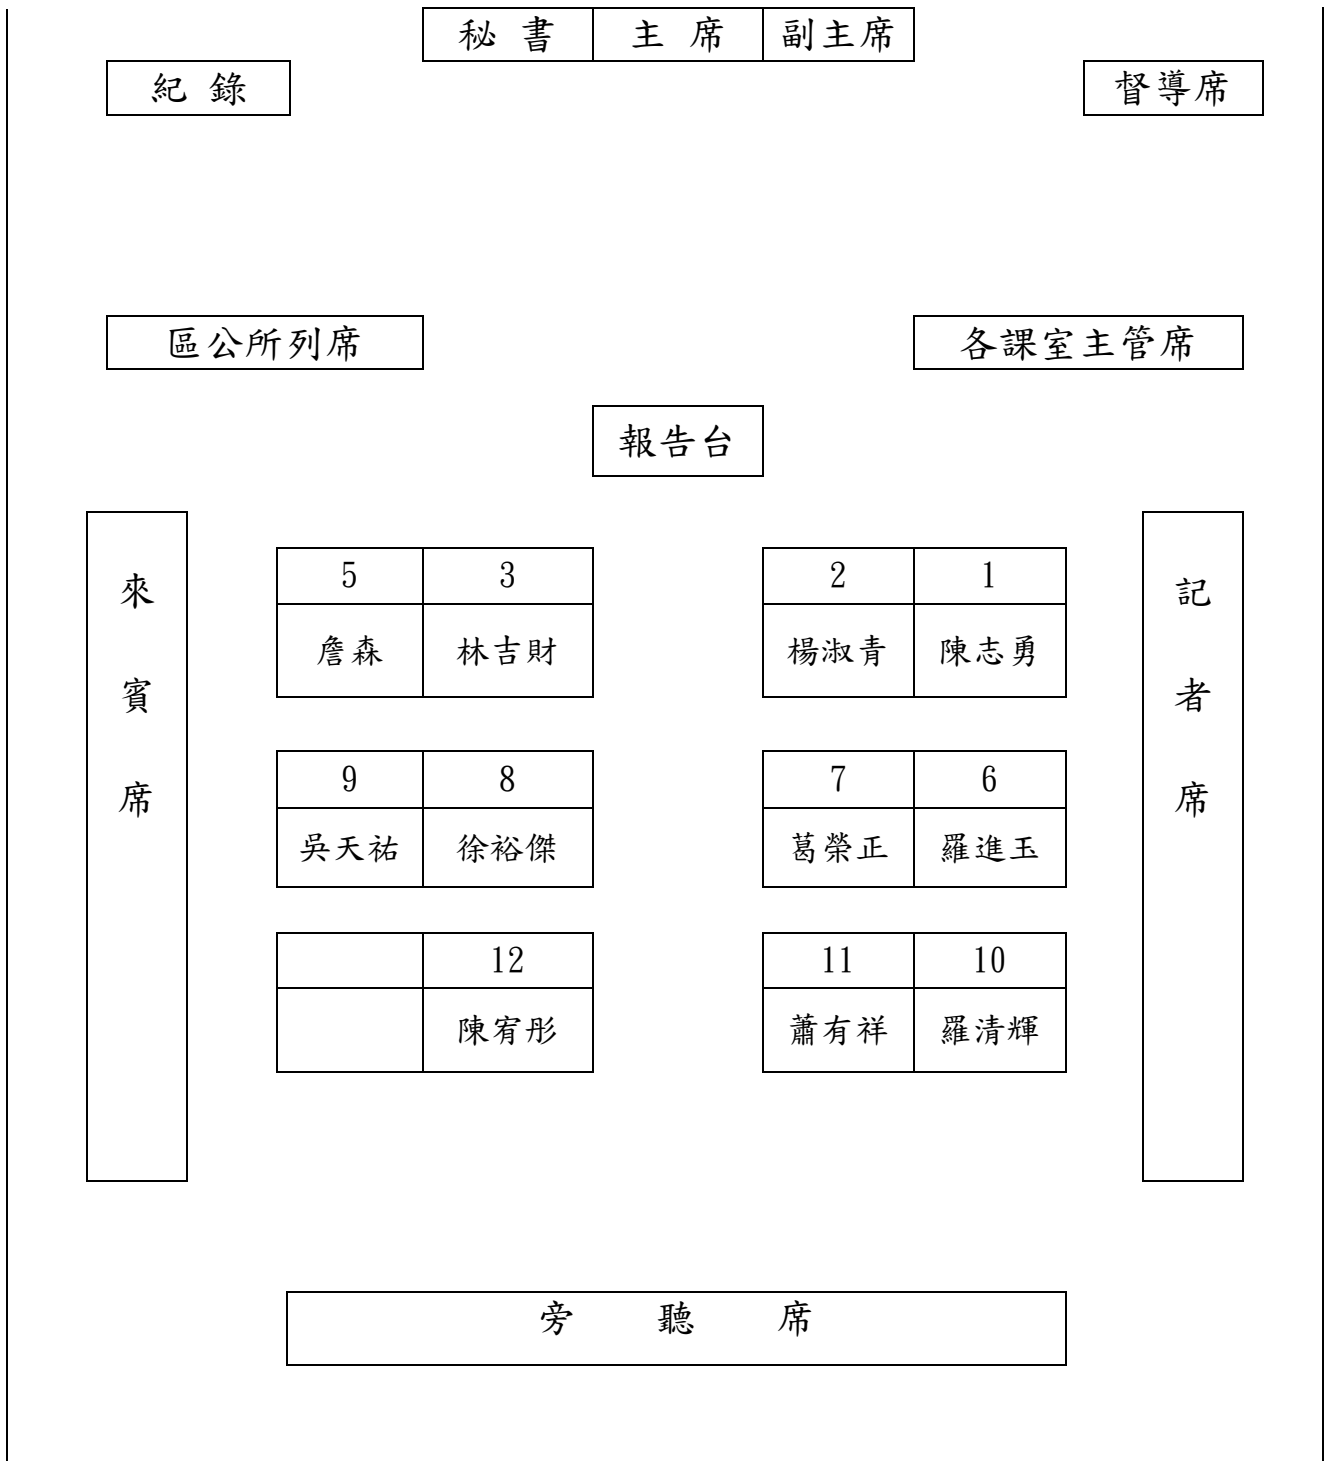 秘 書 主 席 副主席
紀 錄 督導席
區公所列席 各課室主管席
報告台
來賓席
記者席
5 3 2 1
詹森 林吉財 楊淑青 陳志勇
9 8 7 6
吳天祐 徐裕傑 葛榮正 羅進玉
12 11 10
陳宥彤 蕭有祥 羅清輝
旁 聽 席